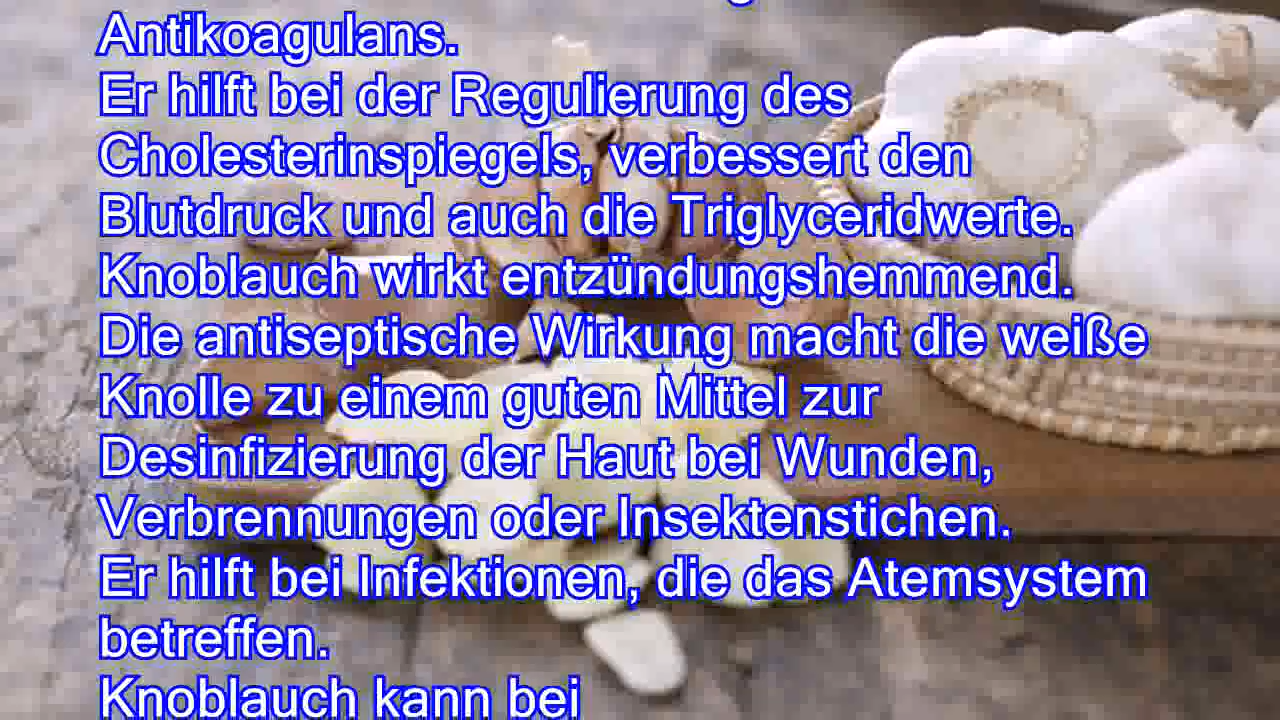 Antikoagulans.
Er hilft bei der Regulierung des
Cholesterinspiegels, verbessert den
Blutdruck und auch die Triglyceridwerte.
Knoblauch wirkt entzündungshemmend.
Die antiseptische Wirkung macht die weiße
Knolle zu einem guten Mittel zur
Desinfizierung der Haut bei Wunden,
Verbrennungen oder Insektenstichen.
Er hilft bei Infektionen, die das Atemsystem
betreffen.
Knoblauch kann bei